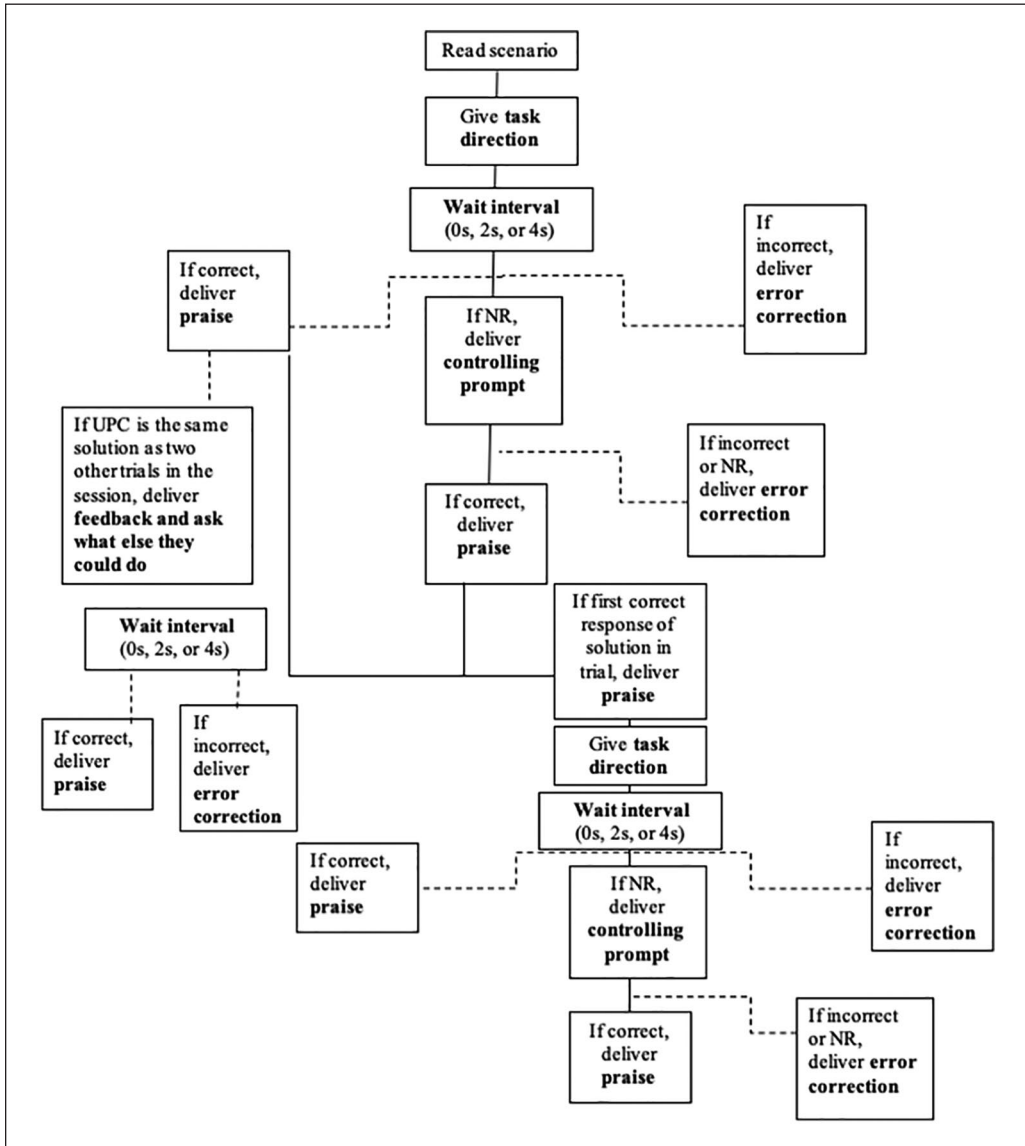 Read scenario
Give task
direction
Wait interval
(0s, 2s, or 4s)
If correct,
deliver
praise
If NR,
deliver
controlling
prompt
If
incorrect,
deliver
error
correction
If UPC is the same
solution as two
other trials in the
session, deliver
feedback and ask
what else they
could do
If correct,
deliver
praise
If incorrect
or NR,
deliver error
correction
Wait interval
(0s, 2s, or 4s)
If correct,
deliver
praise
If
incorrect,
deliver
error
correction
If first correct
response of
solution in
trial, deliver
praise
Give task
direction
Wait interval
(0s, 2s, or 4s)
If correct,
deliver
praise
If NR,
deliver
controlling
prompt
If
incorrect,
deliver
error
correction
If correct,
deliver
praise
If incorrect
or NR,
deliver error
correction